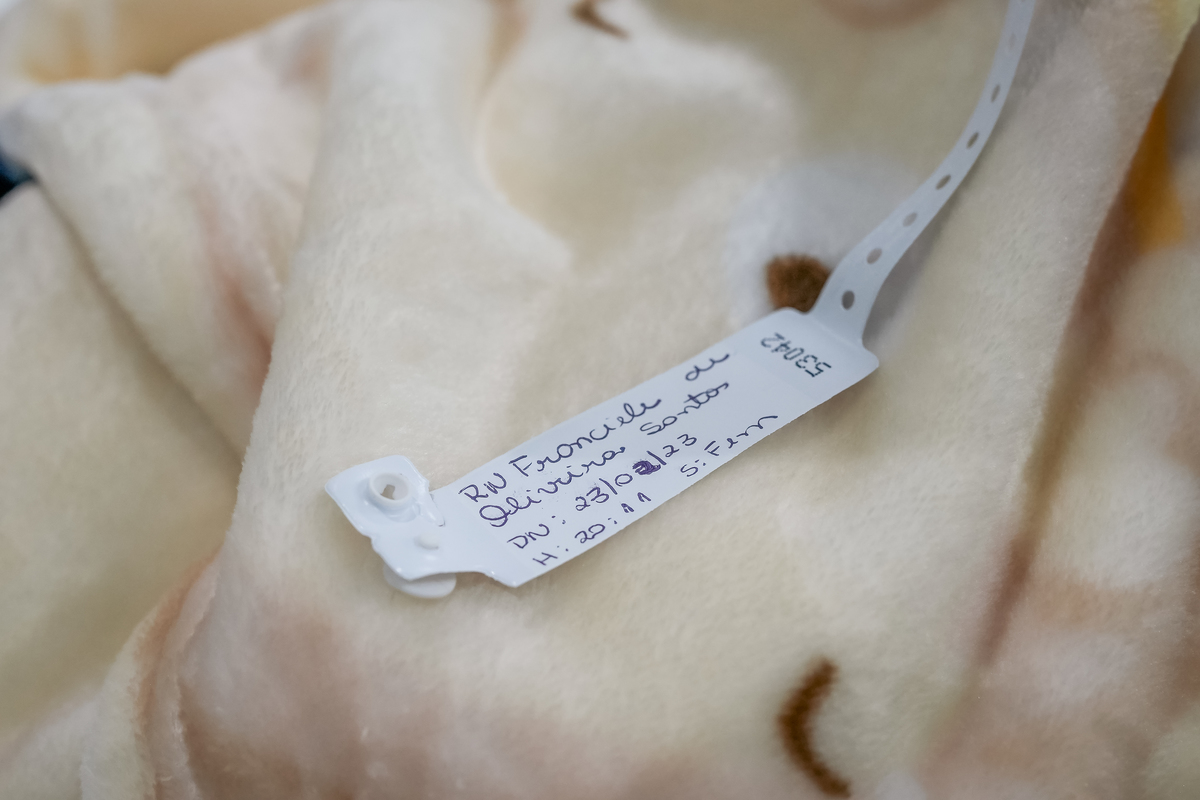 RN Franciele de
Oliveira Santos
DN: 23/02/23
H: 20:11 S: Fem
53042